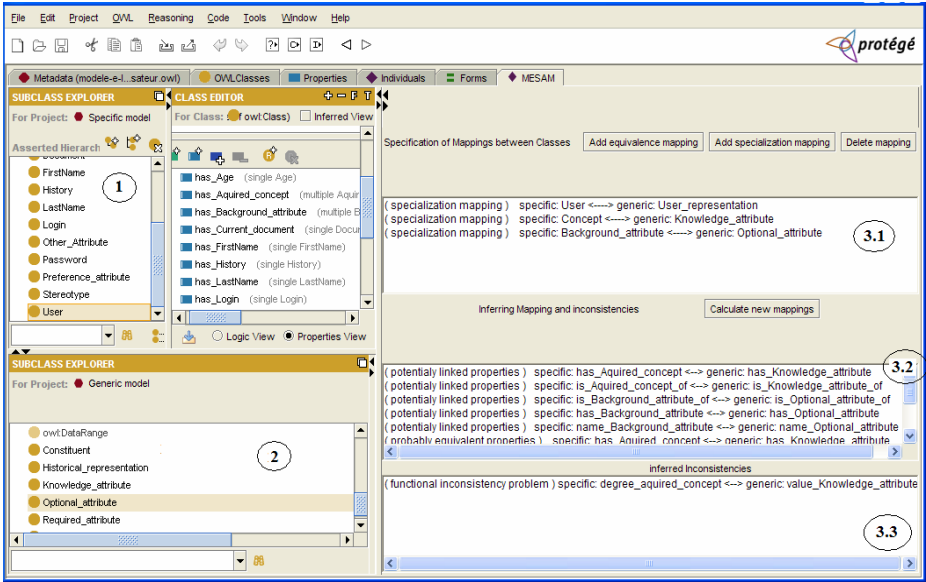 File Edit Project OWL Reasoning Code Tools Window Help
protégé
Metadata (modele-e-l...sateur.owl) OWLClasses Properties Individuals Forms MESAM
SUBCLASS EXPLORER
For Project: Specific model
Asserted Hierarch
FirstName
History
LastName
Login
Other_Attribute
Password
Preference_attribute
Stereotype
User
1
CLASS EDITOR
For Class: f owl:Class) Inferred View
has_Age (single Age)
has_Aquired_concept (multiple Aquir
has_Background_attribute (multiple B
has_Current_document (single Docur
has_FirstName (single FirstName)
has_History (single History)
has_LastName (single LastName)
has_Login (single Login)
Logic View Properties View
SUBCLASS EXPLORER
For Project: Generic model
owl:DataRange
Constituent
Historical_representation
Knowledge_attribute
Optional_attribute
Required_attribute
2
Specification of Mappings between Classes Add equivalence mapping Add specialization mapping Delete mapping
( specialization mapping ) specific: User <----> generic: User_representation
( specialization mapping ) specific: Concept <----> generic: Knowledge_attribute
( specialization mapping ) specific: Background_attribute <----> generic: Optional_attribute
3.1
Inferring Mapping and inconsistencies Calculate new mappings
3.2
( potentialy linked properties ) specific: has_Aquired_concept <--> generic: has_Knowledge_attribute
( potentialy linked properties ) specific: is_Aquired_concept_of <--> generic: is_Knowledge_attribute_of
( potentialy linked properties ) specific: is_Background_attribute_of <--> generic: is_Optional_attribute_of
( potentialy linked properties ) specific: has_Background_attribute <--> generic: has_Optional_attribute
( potentialy linked properties ) specific: name_Background_attribute <--> generic: name_Optional_attribute
( probably equivalent properties ) specific: has_Aquired_concept <--> generic: has_Knowledge_attribute
inferred Inconsistencies
( functional inconsistency problem ) specific: degree_aquired_concept <--> generic: value_Knowledge_attribute
3.3